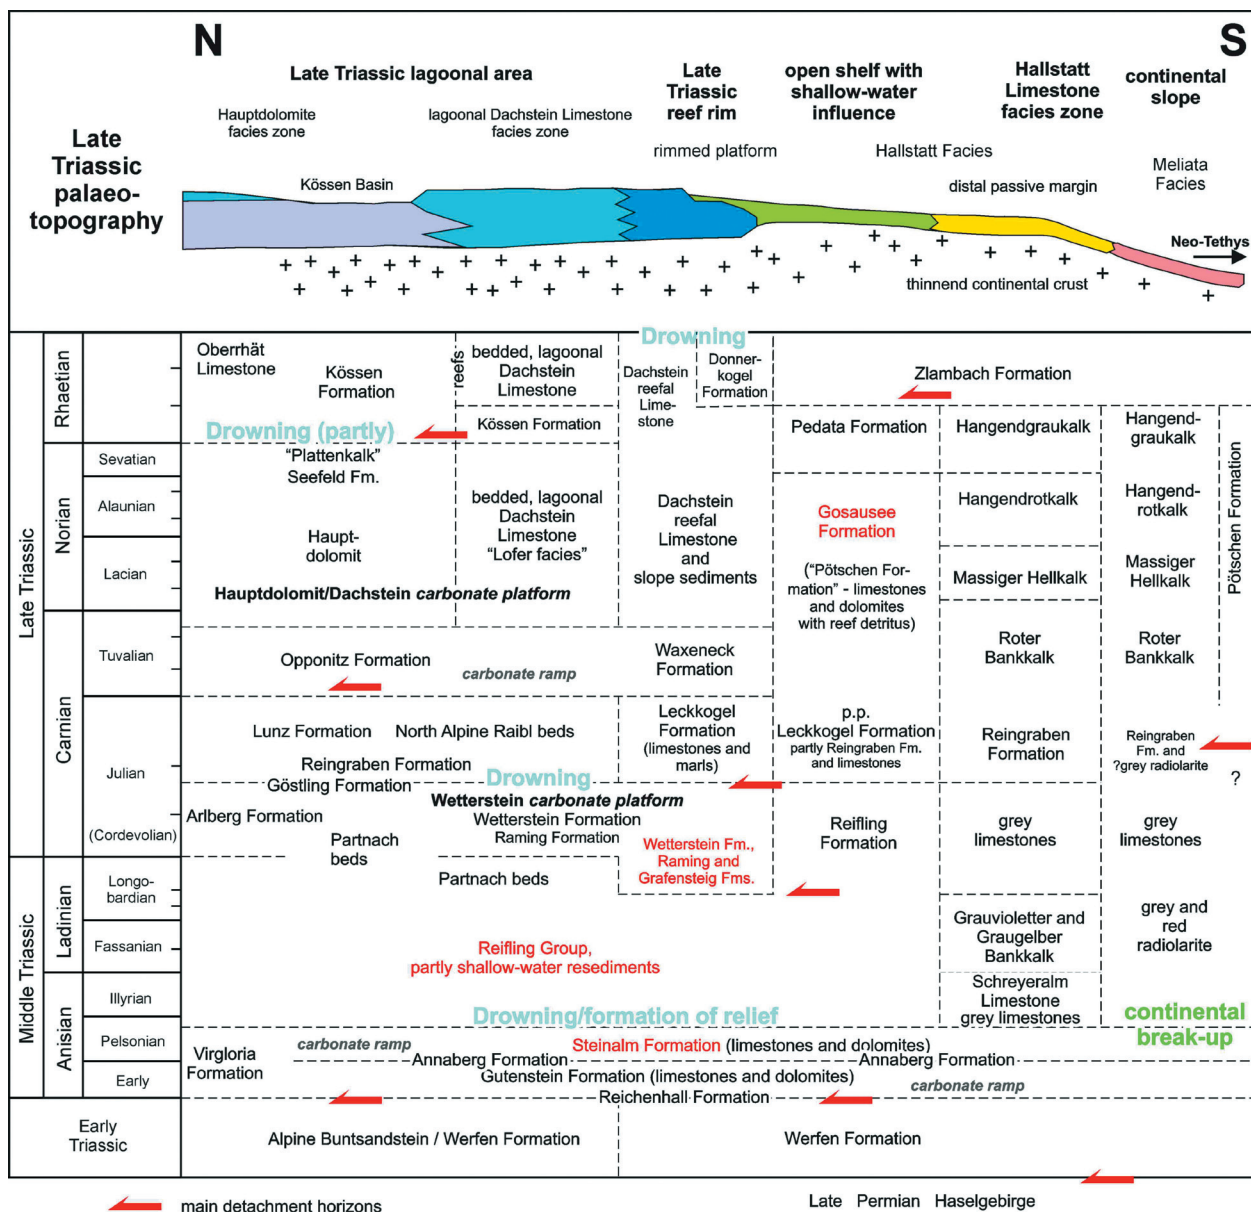 N
S
Late Triassic lagoonal area
Late
Triassic
reef rim
open shelf with
shallow-water
influence
Hallstatt
Limestone
facies zone
continental
slope
Hauptdolomite
facies zone
lagoonal Dachstein Limestone
facies zone
rimmed platform
Hallstatt Facies
Meliata
Facies
Late
Triassic
palaeo-
topography
Kössen Basin
distal passive margin
Neo-Tethys
thinnend continental crust
Late Triassic
Middle Triassic
Early
Triassic
Rhaetian
Norian
Carnian
Ladinian
Anisian
Sevatian
Alaunian
Lacian
Tuvalian
Julian
(Cordevolian)
Longo-
bardian
Fassanian
Illyrian
Pelsonian
Early
Oberrhät
Limestone
Kössen
Formation
reefs
bedded, lagoonal
Dachstein
Limestone
Kössen Formation
Drowning
Dachstein
reefal
Lime-
stone
Donner-
kogel
Formation
Zlambach Formation
Drowning (partly)
Pedata Formation
Hangendgraukalk
Hangend-
graukalk
Pötschen Formation
"Plattenkalk"
Seefeld Fm.
Haupt-
dolomit
bedded, lagoonal
Dachstein
Limestone
"Lofer facies"
Dachstein
reefal
Limestone
and
slope sediments
Gosausee
Formation
("Pötschen For-
mation" - limestones
and dolomites
with reef detritus)
Hangendrotkalk
Hangend-
rotkalk
Massiger Hellkalk
Massiger
Hellkalk
Hauptdolomit/Dachstein carbonate platform
Opponitz Formation
carbonate ramp
Waxeneck
Formation
Roter
Bankkalk
Roter
Bankkalk
Lunz Formation
North Alpine Raibl beds
Leckkogel
Formation
(limestones and
marls)
p.p.
Leckkogel Formation
partly Reingraben Fm.
and limestones
Reingraben
Formation
Reingraben
Fm. and
?grey radiolarite
?
Reingraben Formation
Göstling Formation
Drowning
Wetterstein carbonate platform
Arlberg Formation
Wetterstein Formation
Raming Formation
Partnach
beds
Partnach beds
Wetterstein Fm.,
Raming and
Grafensteig Fms.
Reifling
Formation
grey
limestones
grey
limestones
Reifling Group,
partly shallow-water resediments
Grauvioletter and
Graugelber
Bankkalk
grey and
red
radiolarite
Schreyeralm
Limestone
grey limestones
Drowning/formation of relief
continental
break-up
Virgloria
Formation
carbonate ramp
Steinalm Formation (limestones and dolomites)
Annaberg Formation
Annaberg Formation
Gutenstein Formation (limestones and dolomites)
carbonate ramp
Reichenhall Formation
Alpine Buntsandstein / Werfen Formation
Werfen Formation
main detachment horizons
Late Permian Haselgebirge